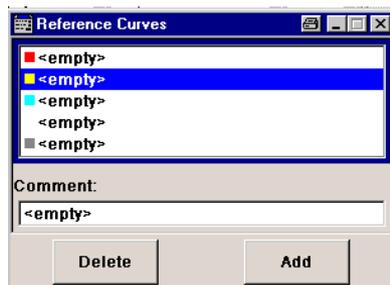 Reference Curves
<empty>
<empty>
<empty>
<empty>
<empty>
Comment:
<empty>
Delete Add